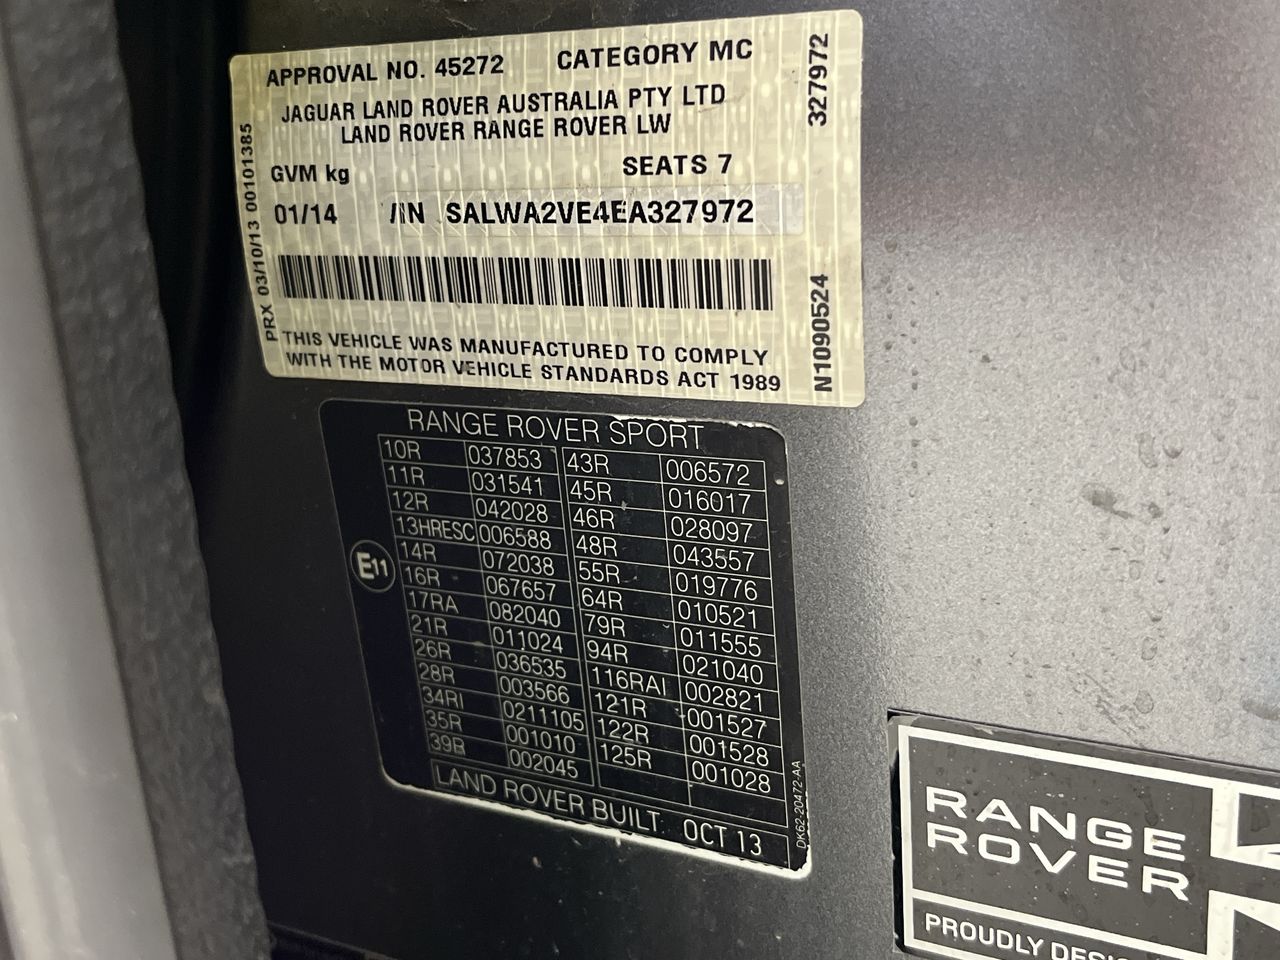 APPROVAL NO. 45272 CATEGORY MC
JAGUAR LAND ROVER AUSTRALIA PTY LTD
LAND ROVER RANGE ROVER LW
GVM kg SEATS 7
01/14 /IN SALWA2VE4EA327972
THIS VEHICLE WAS MANUFACTURED TO COMPLY
WITH THE MOTOR VEHICLE STANDARDS ACT 1989
PRX 03/10/13 00101385
327972
N1090524
RANGE ROVER SPORT
10R 037853 43R 006572
11R 031541 45R 016017
12R 042028 46R 028097
13HRESC 006588 48R 043557
14R 072038 55R 019776
16R 067657 64R 010521
17RA 082040 79R 011555
21R 011024 94R 021040
26R 036535 116RAI 002821
28R 003566 121R 001527
34RI 0211105 122R 001528
35R 001010 125R 001028
39R 002045
LAND ROVER BUILT: OCT 13
E11
DK62-20472-AA
RANGE
ROVER
PROUDLY